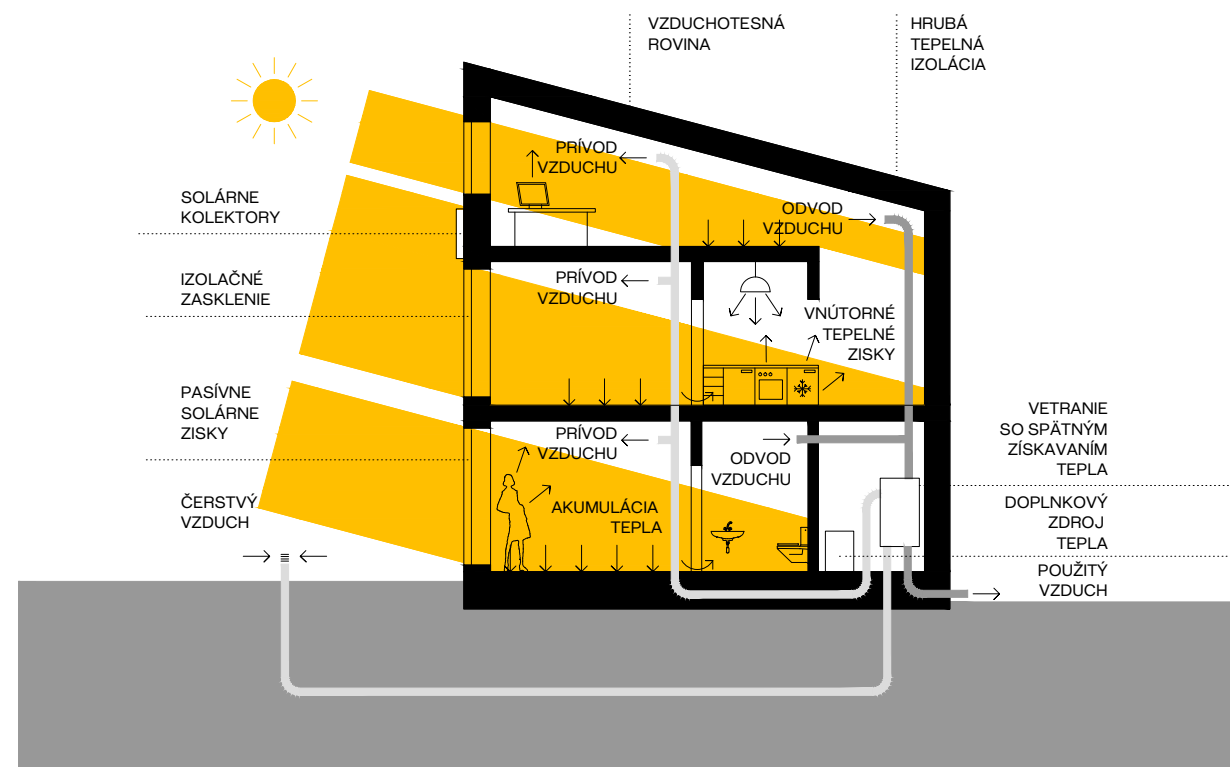 VZDUCHOTESNÁ
ROVINA
HRUBÁ
TEPELNÁ
IZOLÁCIA
PRÍVOD
VZDUCHU
SOLÁRNE
KOLEKTORY
ODVOD
VZDUCHU
IZOLAČNÉ
ZASKLENIE
PRÍVOD
VZDUCHU
VNÚTORNÉ
TEPELNÉ
ZISKY
PASÍVNE
SOLÁRNE
ZISKY
PRÍVOD
VZDUCHU
ODVOD
VZDUCHU
VETRANIE
SO SPÄTNÝM
ZÍSKAVANÍM
TEPLA
ČERSTVÝ
VZDUCH
AKUMULÁCIA
TEPLA
DOPLNKOVÝ
ZDROJ
TEPLA
POUŽITÝ
VZDUCH